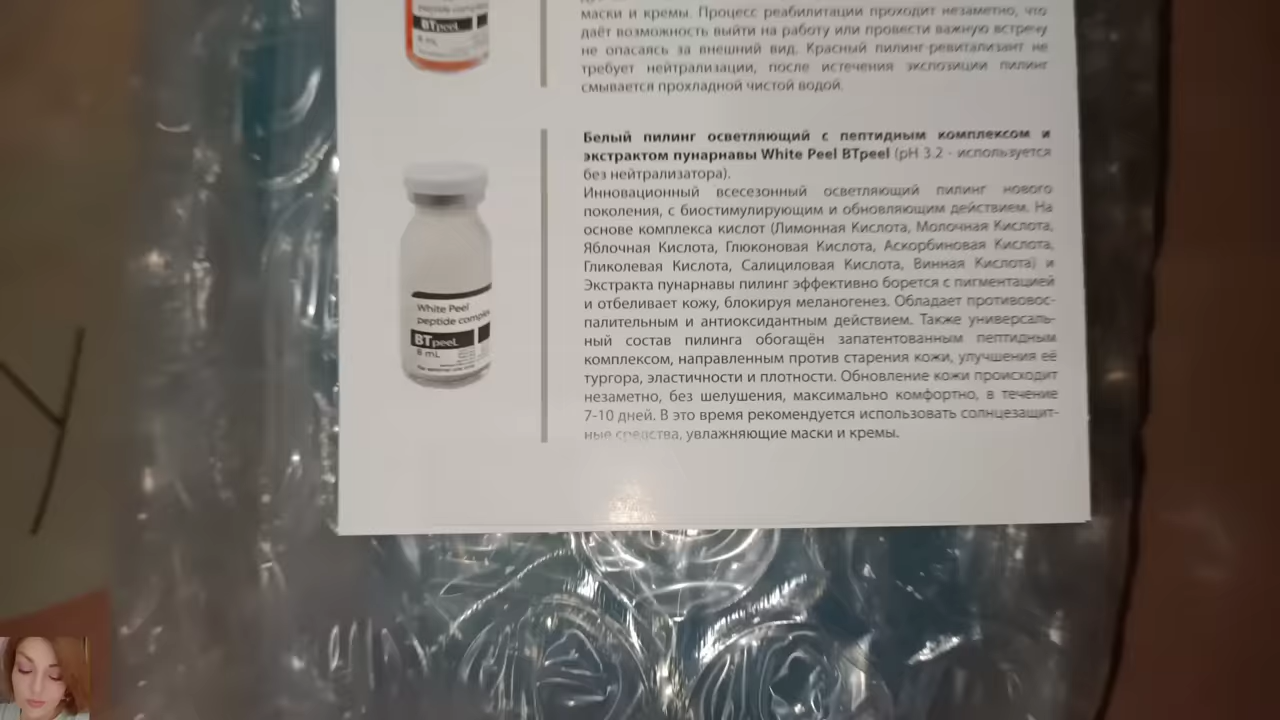 BTpeel
8 mL
маски и кремы. Процесс реабилитации проходит незаметно, что
даёт возможность выйти на работу или провести важную встречу
не опасаясь за внешний вид. Красный пилинг-ревитализант не
требует нейтрализации, после истечения экспозиции пилинг
смывается прохладной чистой водой.
Белый пилинг осветляющий с пептидным комплексом и
экстрактом пунарнавы White Peel BTpeel (pH 3.2 - используется
без нейтрализатора).
Инновационный всесезонный осветляющий пилинг нового
поколения, с биостимулирующим и обновляющим действием. На
основе комплекса кислот (Лимонная Кислота, Молочная Кислота,
Яблочная Кислота, Глюконовая Кислота, Аскорбиновая Кислота,
Гликолевая Кислота, Салициловая Кислота, Винная Кислота) и
Экстракта пунарнавы пилинг эффективно борется с пигментацией
и отбеливает кожу, блокируя меланогенез. Обладает противовос-
палительным и антиоксидантным действием. Также универсаль-
ный состав пилинга обогащён запатентованным пептидным
комплексом, направленным против старения кожи, улучшения её
тургора, эластичности и плотности. Обновление кожи происходит
незаметно, без шелушения, максимально комфортно, в течение
7-10 дней. В это время рекомендуется использовать солнцезащит-
ные средства, увлажняющие маски и кремы.
White Peel
peptide complex
BTpeel
8 mL